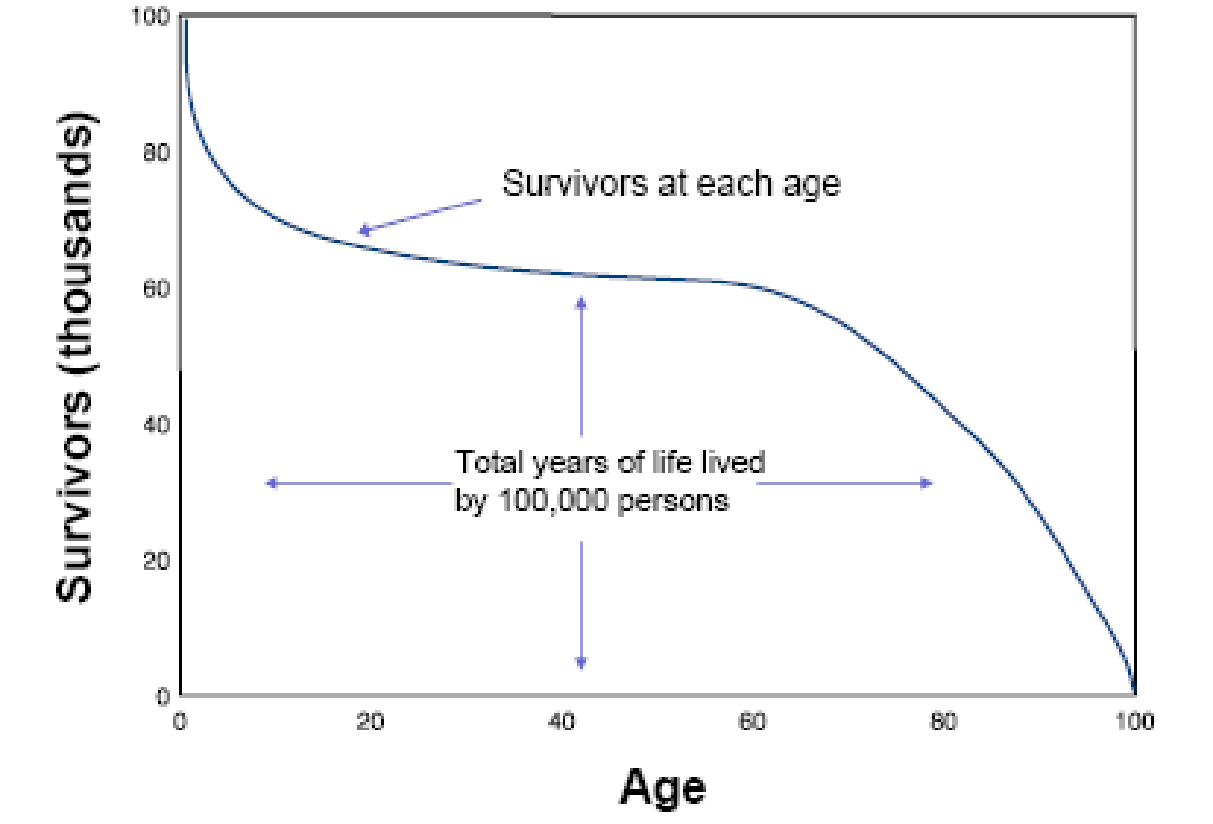 Survivors (thousands)
100
80
60
40
20
0
Survivors at each age
Total years of life lived
by 100,000 persons
0 20 40 60 80 100
Age